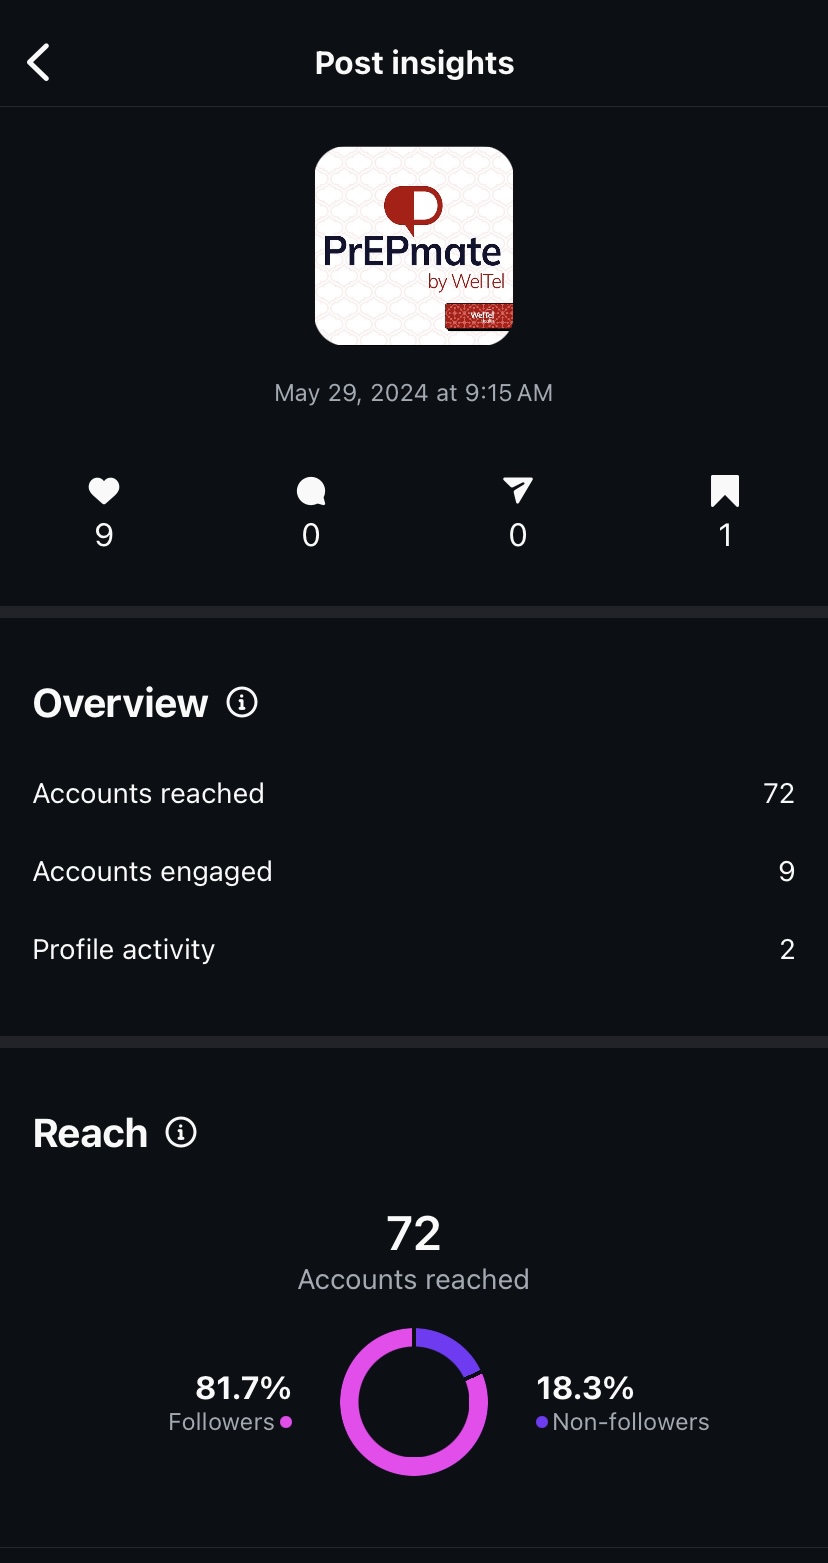 Post insights
PrEPmate
by WelTel
WelTel
May 29, 2024 at 9:15 AM
9 0 0 1
Overview
Accounts reached 72
Accounts engaged 9
Profile activity 2
Reach
72
Accounts reached
81.7% 18.3%
Followers Non-followers